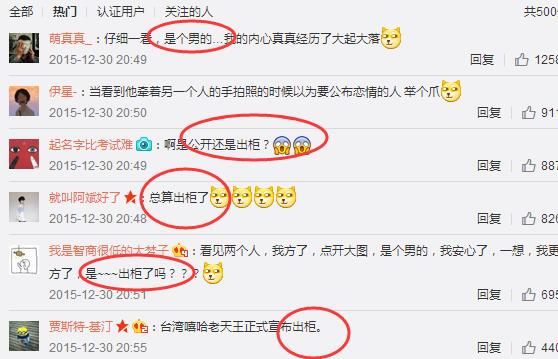 全部 热门 认证用户 关注的人 共500
萌真真_：仔细一看，是个男的…我的内心真真经历了大起大落
2015-12-30 20:49 回复 1258
伊星-：当看到他牵着另一个人的手拍照的时候以为要公布恋情的人 举个爪
2015-12-30 20:50 回复 911
起名字比考试难：啊是公开还是出柜？
2015-12-30 20:49 回复 887
就叫阿斌好了：总算出柜了
2015-12-30 20:48 回复
我是智商很低的大梦子：看见两个人，我方了，点开大图，是个男的，我安心了，一想，我更
方了，是~~~出柜了吗？？？
2015-12-30 20:51 回复 695
贾斯特-基汀：台湾嘻哈老天王正式宣布出柜。
2015-12-30 20:55 回复 440